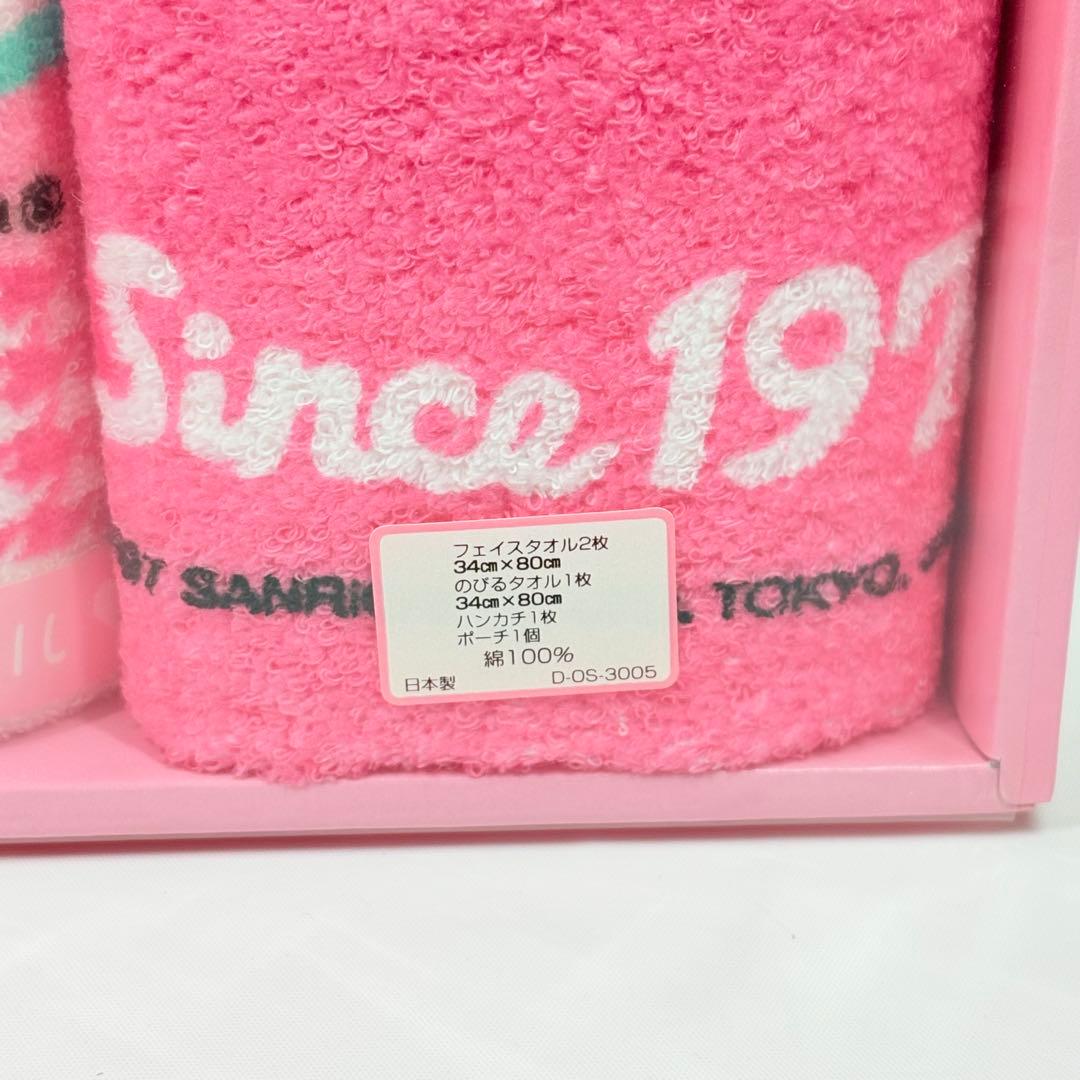 Since 197
SANRIO
TOKYO.
フェイスタオル2枚
34㎝×80㎝
のびるタオル1枚
34㎝×80㎝
ハンカチ1枚
ポーチ1個
綿100%
日本製 D-OS-3005